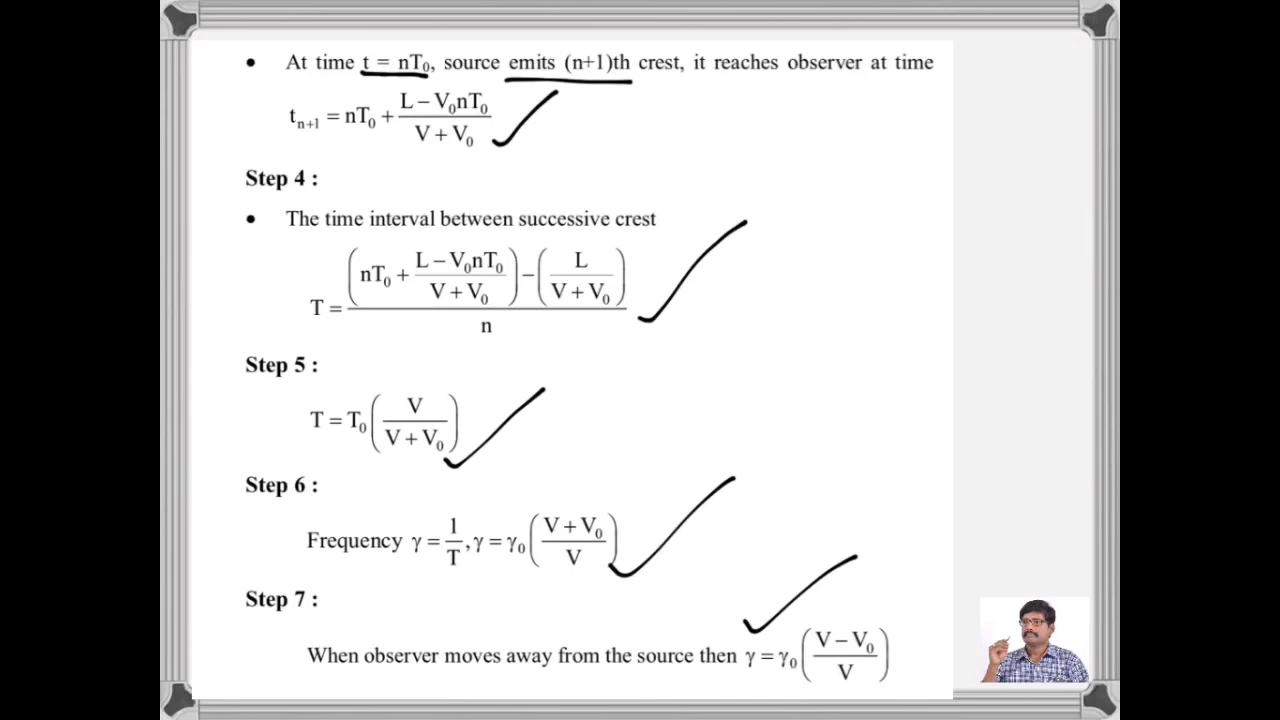 • At time t = nT₀, source emits (n+1)th crest, it reaches observer at time
tₙ₊₁ = nT₀ + (L − V₀nT₀)/(V + V₀)
Step 4 :
• The time interval between successive crest
T = ((nT₀ + (L − V₀nT₀)/(V + V₀)) − (L/(V + V₀)))/n
Step 5 :
T = T₀ (V/(V + V₀))
Step 6 :
Frequency γ = 1/T, γ = γ₀ ((V + V₀)/V)
Step 7 :
When observer moves away from the source then γ = γ₀ ((V − V₀)/V)